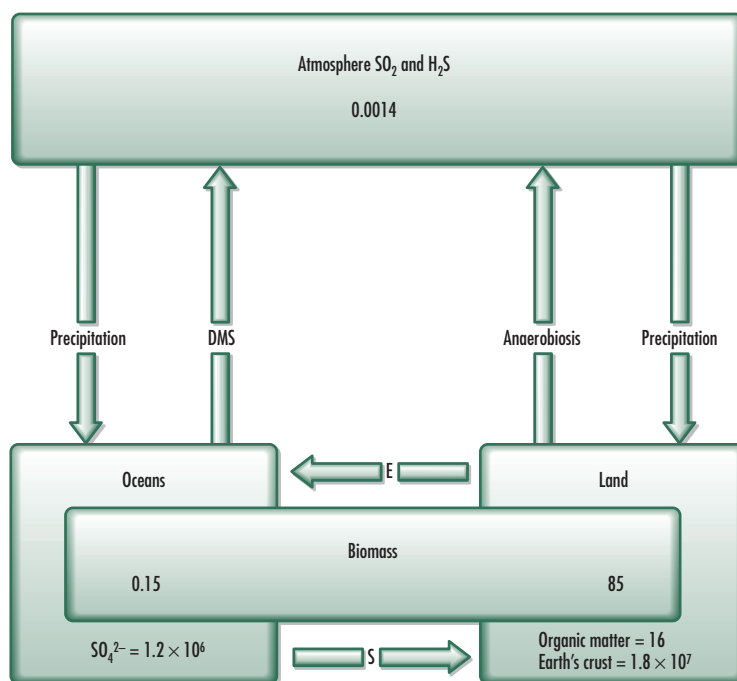 Atmosphere SO₂ and H₂S
0.0014
Precipitation DMS Anaerobiosis Precipitation
E
Oceans Land
Biomass
0.15 85
SO₄²⁻ = 1.2 × 10⁶
Organic matter = 16
Earth's crust = 1.8 × 10⁷
S